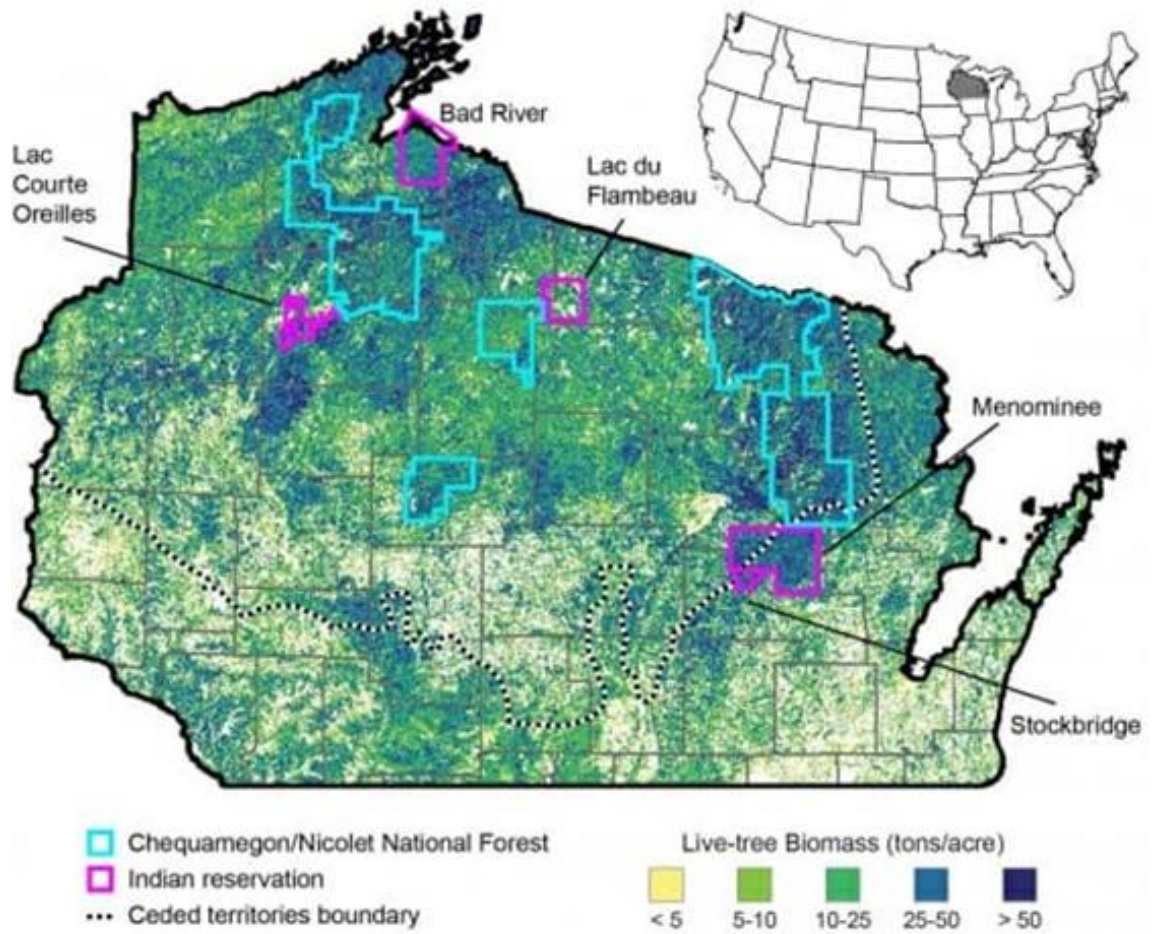 Bad River
Lac
Courte
Oreilles
Lac du
Flambeau
Menominee
Stockbridge
Chequamegon/Nicolet National Forest
Indian reservation
Ceded territories boundary
Live-tree Biomass (tons/acre)
< 5
5-10
10-25
25-50
> 50